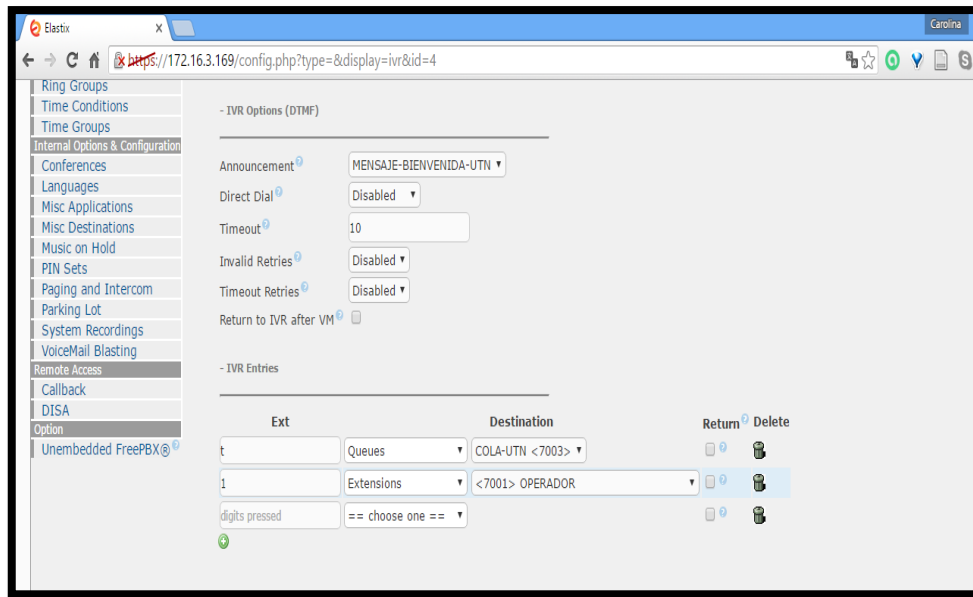 Elastix
Carolina
https://172.16.3.169/config.php?type=&display=ivr&id=4
Ring Groups
Time Conditions
Time Groups
Internal Options & Configuration
Conferences
Languages
Misc Applications
Misc Destinations
Music on Hold
PIN Sets
Paging and Intercom
Parking Lot
System Recordings
VoiceMail Blasting
Remote Access
Callback
DISA
Option
Unembedded FreePBX®
- IVR Options (DTMF)
Announcement MENSAJE-BIENVENIDA-UTN
Direct Dial Disabled
Timeout 10
Invalid Retries Disabled
Timeout Retries Disabled
Return to IVR after VM
- IVR Entries
Ext Destination Return Delete
t Queues COLA-UTN <7003>
1 Extensions <7001> OPERADOR
digits pressed == choose one ==